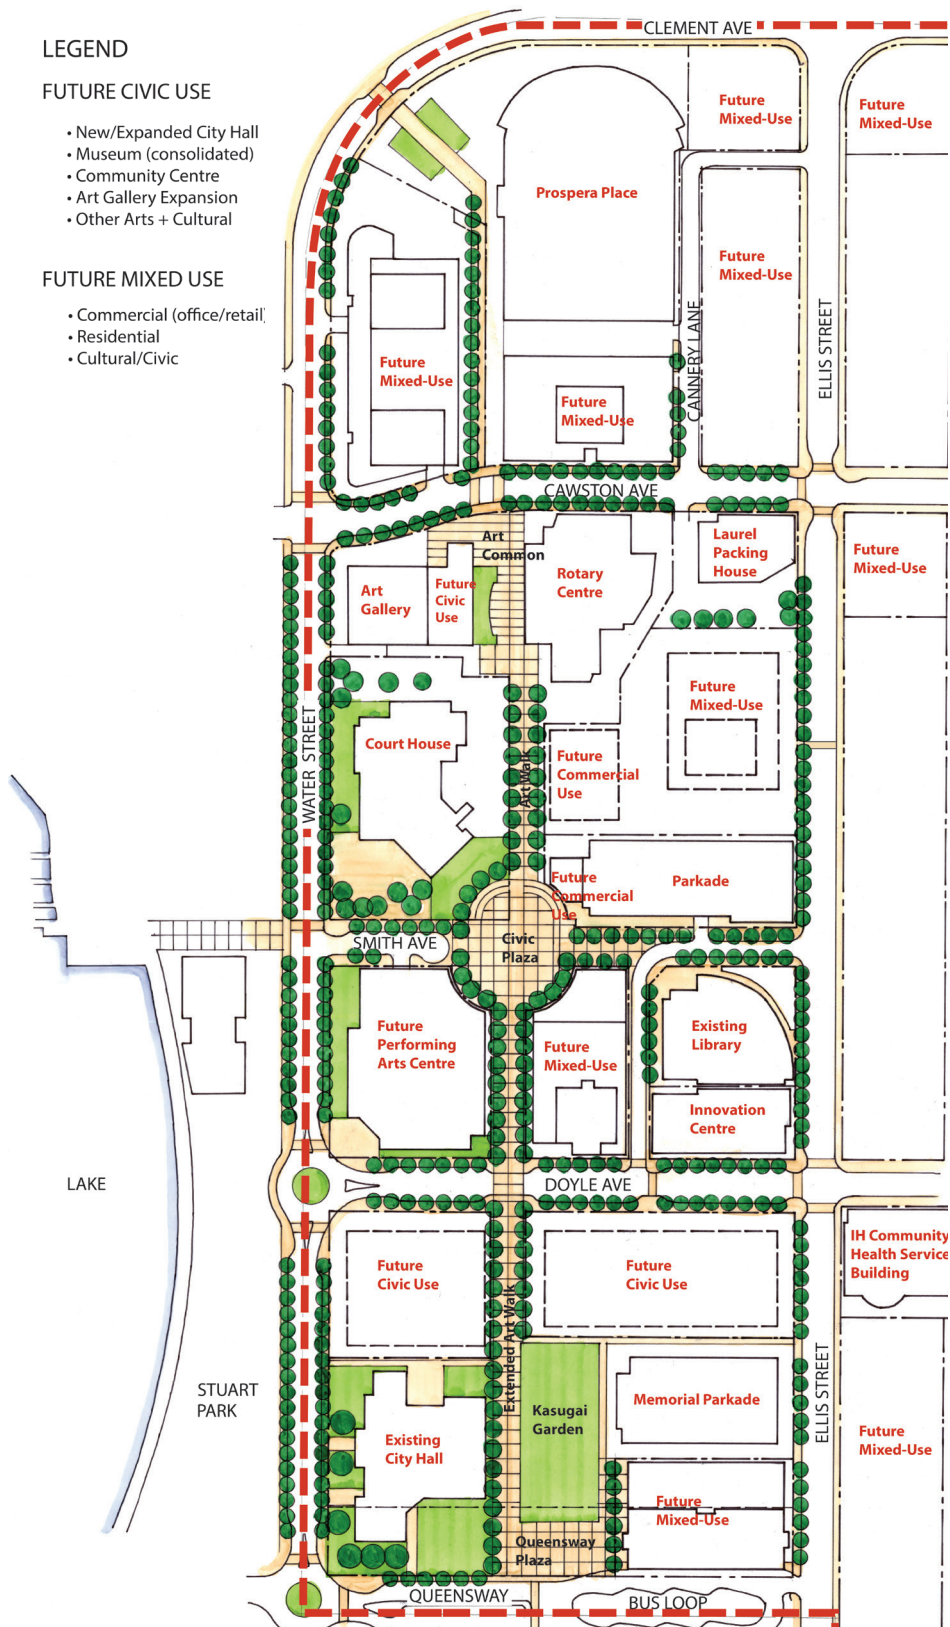 CLEMENT AVE
LEGEND
FUTURE CIVIC USE
• New/Expanded City Hall
• Museum (consolidated)
• Community Centre
• Art Gallery Expansion
• Other Arts + Cultural
FUTURE MIXED USE
• Commercial (office/retail)
• Residential
• Cultural/Civic
Future
Mixed-Use
Future
Mixed-Use
Prospera Place
Future
Mixed-Use
CANNERY LANE
ELLIS STREET
Future
Mixed-Use
Future
Mixed-Use
CAWSTON AVE
Art
Common
Laurel
Packing
House
Future
Mixed-Use
Art
Gallery
Future
Civic
Use
Rotary
Centre
Future
Mixed-Use
WATER STREET
Court House
Art Walk
Future
Commercial
Use
Future
Commercial
Use
Parkade
SMITH AVE
Civic
Plaza
Future
Performing
Arts Centre
Future
Mixed-Use
Existing
Library
Innovation
Centre
LAKE
DOYLE AVE
IH Community
Health Service
Building
Future
Civic Use
Future
Civic Use
Extended Art Walk
STUART
PARK
Kasugai
Garden
Memorial Parkade
ELLIS STREET
Existing
City Hall
Future
Mixed-Use
Future
Mixed-Use
Queensway
Plaza
QUEENSWAY
BUS LOOP